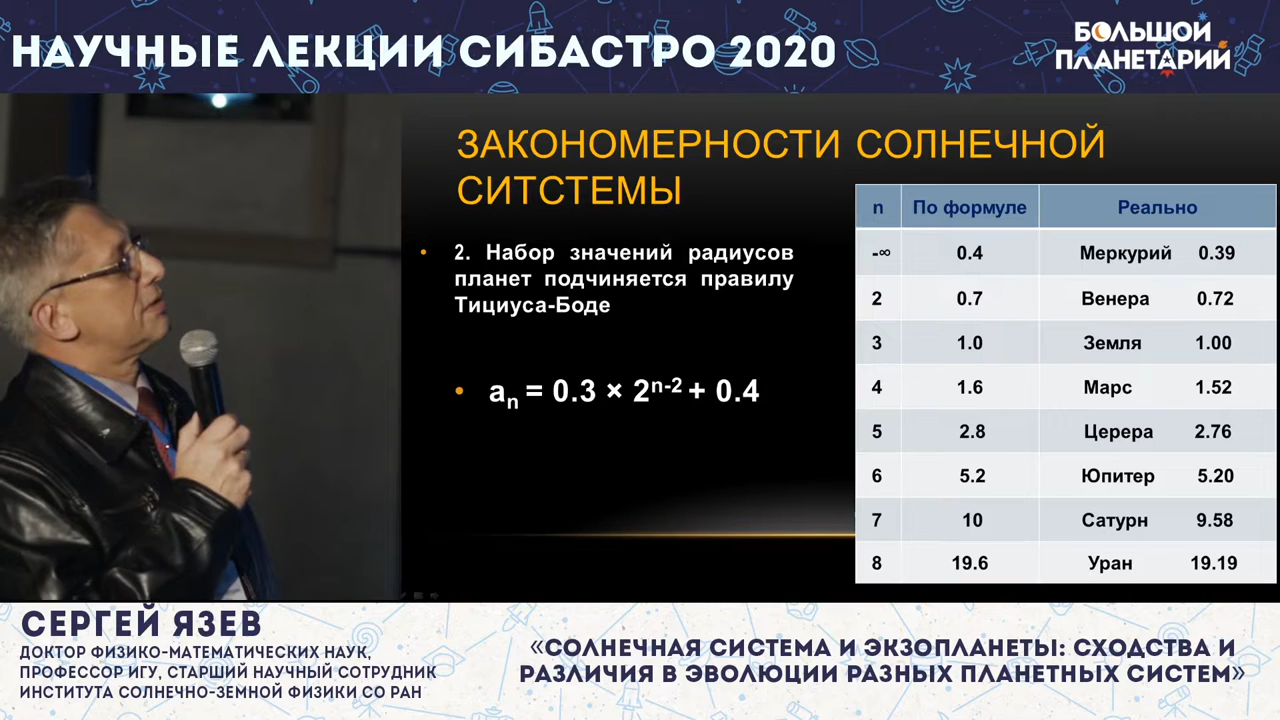 НАУЧНЫЕ ЛЕКЦИИ СИБАСТРО 2020
БОЛЬШОЙ
ПЛАНЕТАРИЙ
ЗАКОНОМЕРНОСТИ СОЛНЕЧНОЙ
СИТСТЕМЫ
• 2. Набор значений радиусов
планет подчиняется правилу
Тициуса-Боде
• aₙ = 0.3 × 2ⁿ⁻² + 0.4
n По формуле Реально
-∞ 0.4 Меркурий 0.39
2 0.7 Венера 0.72
3 1.0 Земля 1.00
4 1.6 Марс 1.52
5 2.8 Церера 2.76
6 5.2 Юпитер 5.20
7 10 Сатурн 9.58
8 19.6 Уран 19.19
СЕРГЕЙ ЯЗЕВ
ДОКТОР ФИЗИКО-МАТЕМАТИЧЕСКИХ НАУК,
ПРОФЕССОР ИГУ, СТАРШИЙ НАУЧНЫЙ СОТРУДНИК
ИНСТИТУТА СОЛНЕЧНО-ЗЕМНОЙ ФИЗИКИ СО РАН
«СОЛНЕЧНАЯ СИСТЕМА И ЭКЗОПЛАНЕТЫ: СХОДСТВА И
РАЗЛИЧИЯ В ЭВОЛЮЦИИ РАЗНЫХ ПЛАНЕТНЫХ СИСТЕМ»